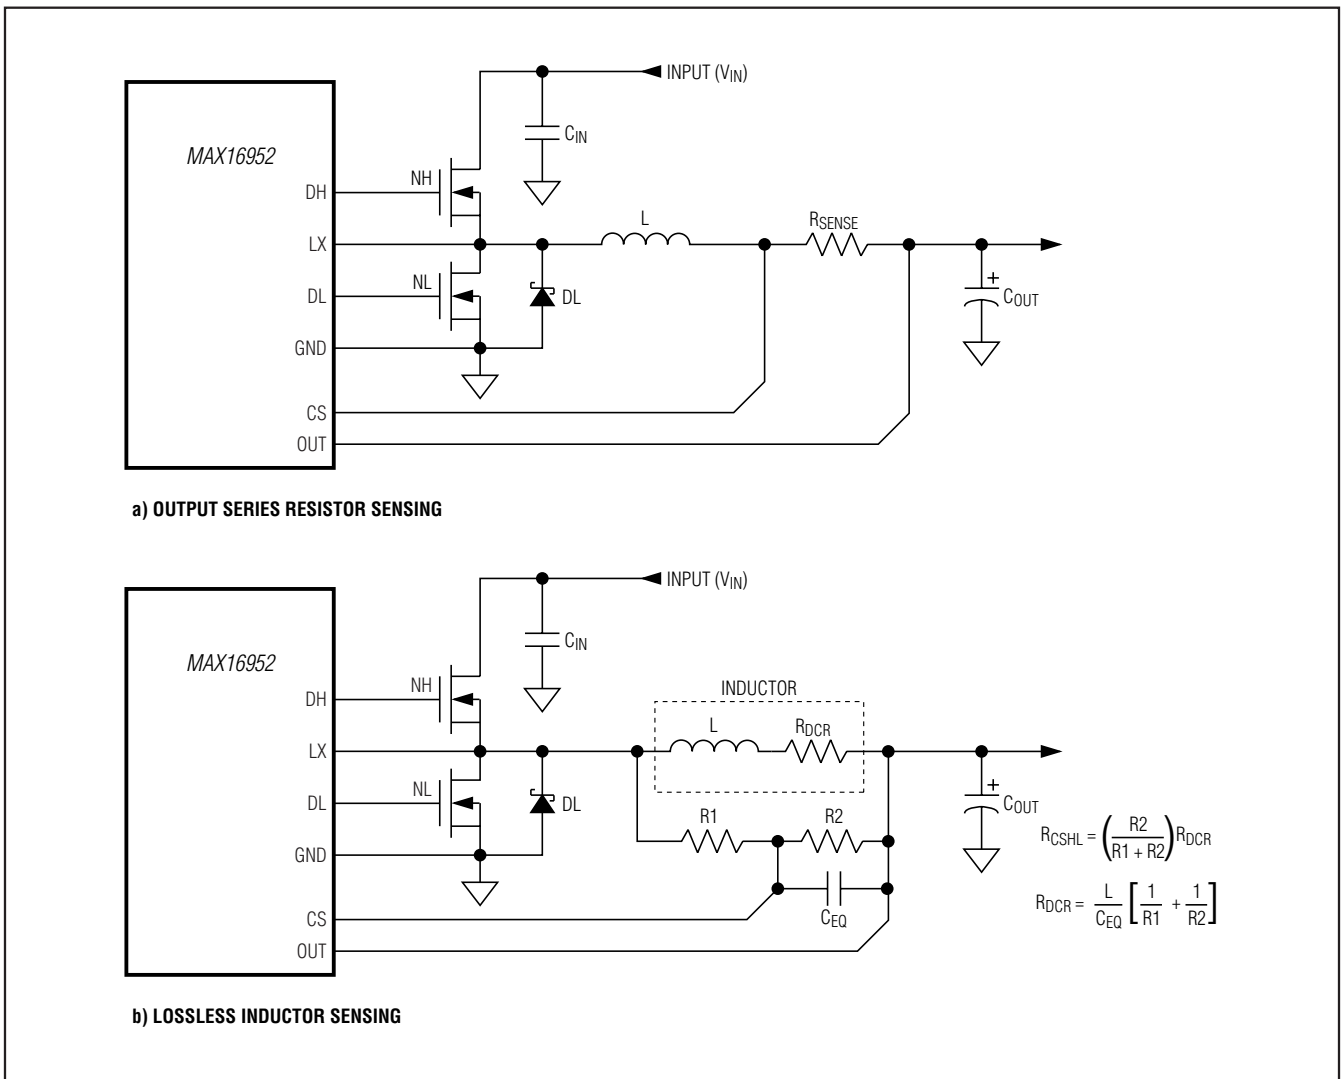 INPUT (VIN)
CIN
MAX16952
NH
DH
L
RSENSE
LX
NL
DL
DL
+
COUT
GND
CS
OUT
a) OUTPUT SERIES RESISTOR SENSING
INPUT (VIN)
CIN
MAX16952
NH
DH
INDUCTOR
L
RDCR
LX
NL
DL
DL
+
COUT
R1
R2
RCSHL = (R2 / R1 + R2) RDCR
GND
CEQ
RDCR = L / CEQ [1 / R1 + 1 / R2]
CS
OUT
b) LOSSLESS INDUCTOR SENSING